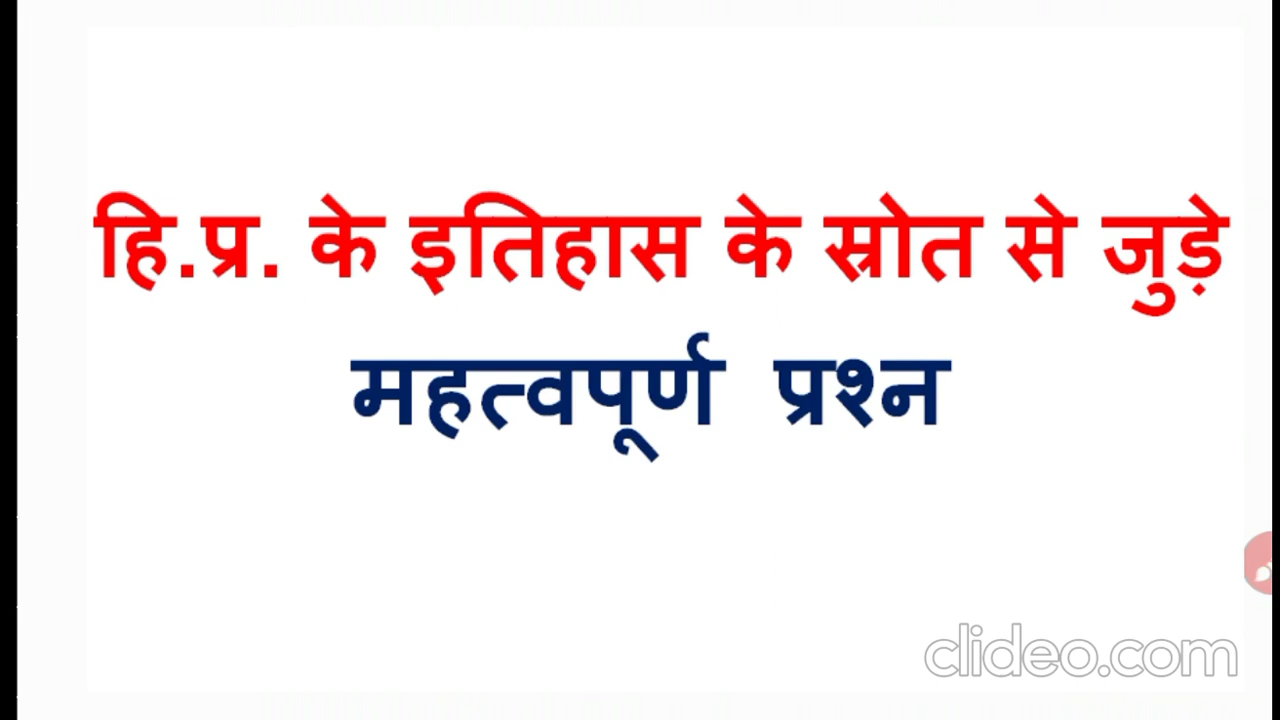 हि.प्र. के इतिहास के स्रोत से जुड़े
महत्वपूर्ण प्रश्न
clideo.com